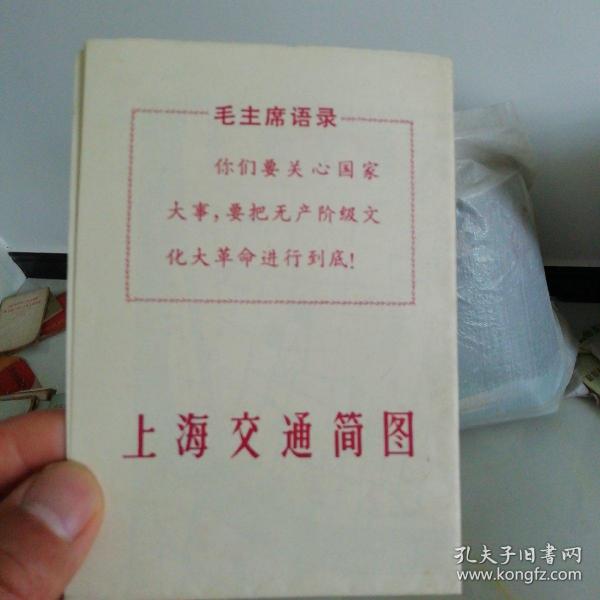 毛主席语录
你们要关心国家
大事，要把无产阶级文
化大革命进行到底！
上海交通简图
孔夫子旧书网
www.kongfz.com